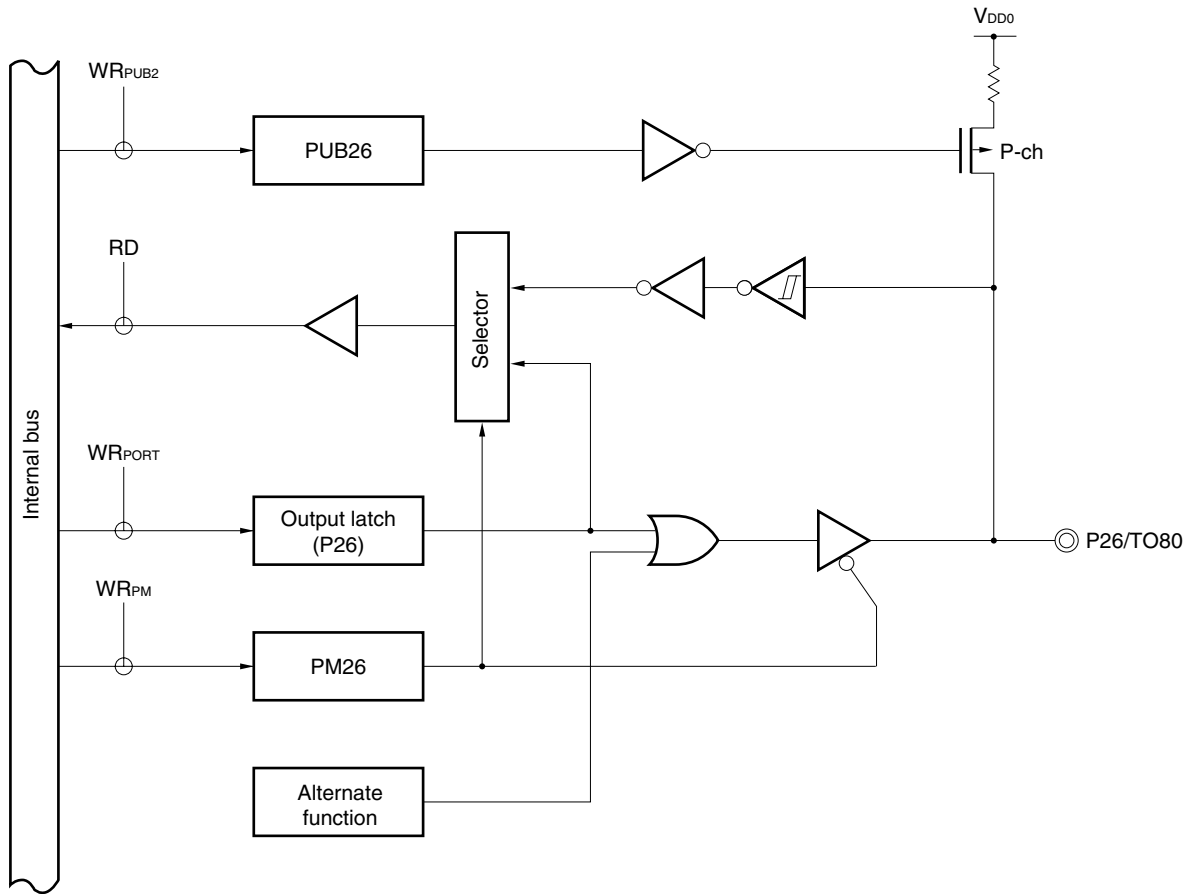 VDD0
WRPUB2
PUB26
P-ch
RD
Selector
Internal bus
WRPORT
Output latch
(P26)
P26/TO80
WRPM
PM26
Alternate
function